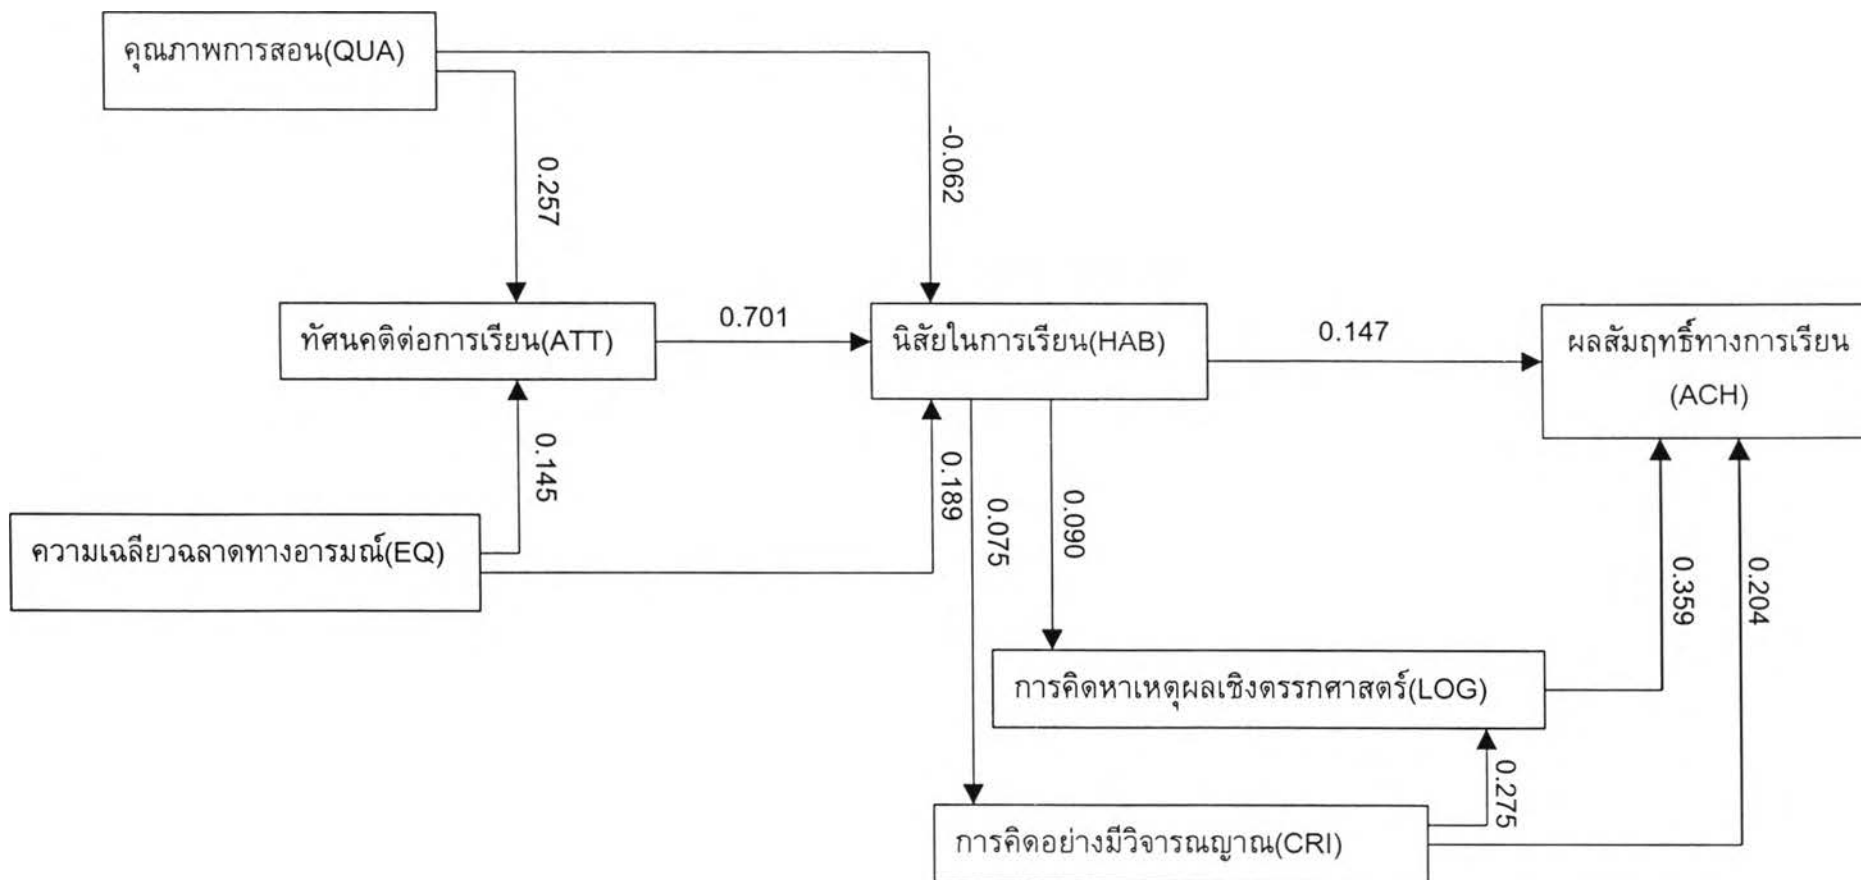 คุณภาพการสอน(QUA)
-0.062
0.257
ทัศนคติต่อการเรียน(ATT)
0.701
นิสัยในการเรียน(HAB)
0.147
ผลสัมฤทธิ์ทางการเรียน
(ACH)
0.145
0.189
0.075
0.090
ความเฉลียวฉลาดทางอารมณ์(EQ)
0.359
0.204
การคิดหาเหตุผลเชิงตรรกศาสตร์(LOG)
0.275
การคิดอย่างมีวิจารณญาณ(CRI)